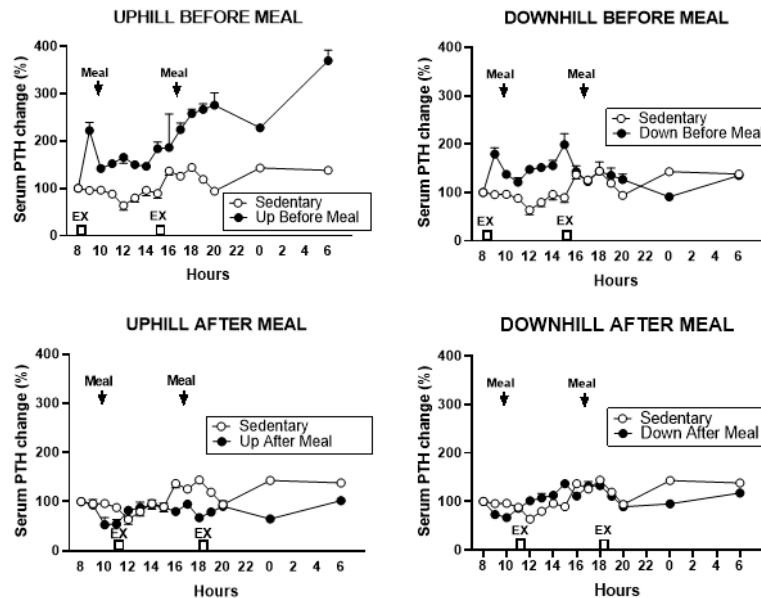 UPHILL BEFORE MEAL
Serum PTH change (%)
400
300
200
100
0
Meal
Meal
EX
EX
Sedentary
Up Before Meal
8 10 12 14 16 18 20 22 0 2 4 6
Hours
DOWNHILL BEFORE MEAL
Serum PTH change (%)
400
300
200
100
0
Meal
Meal
Sedentary
Down Before Meal
EX
EX
8 10 12 14 16 18 20 22 0 2 4 6
Hours
UPHILL AFTER MEAL
Serum PTH change (%)
400
300
200
100
0
Meal
Meal
Sedentary
Up After Meal
EX
EX
8 10 12 14 16 18 20 22 0 2 4 6
Hours
DOWNHILL AFTER MEAL
Serum PTH change (%)
400
300
200
100
0
Meal
Meal
Sedentary
Down After Meal
EX
EX
8 10 12 14 16 18 20 22 0 2 4 6
Hours